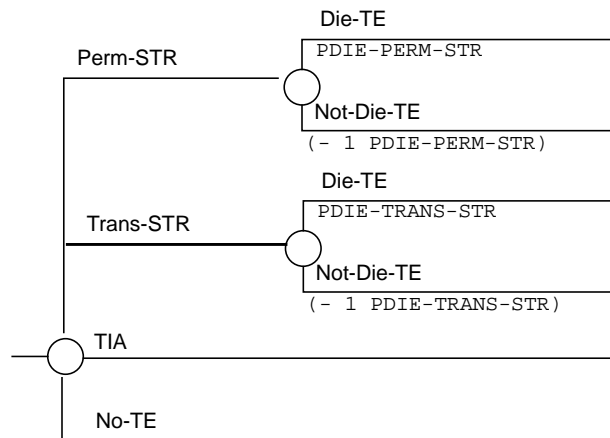 Die-TE
PDIE-PERM-STR
Perm-STR
Not-Die-TE
(- 1 PDIE-PERM-STR)
Die-TE
PDIE-TRANS-STR
Trans-STR
Not-Die-TE
(- 1 PDIE-TRANS-STR)
TIA
No-TE